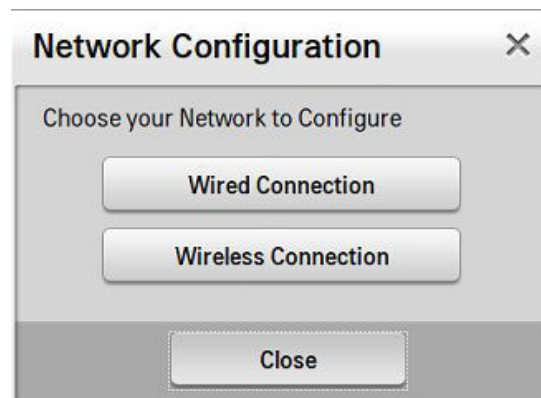 Network Configuration
Choose your Network to Configure
Wired Connection
Wireless Connection
Close